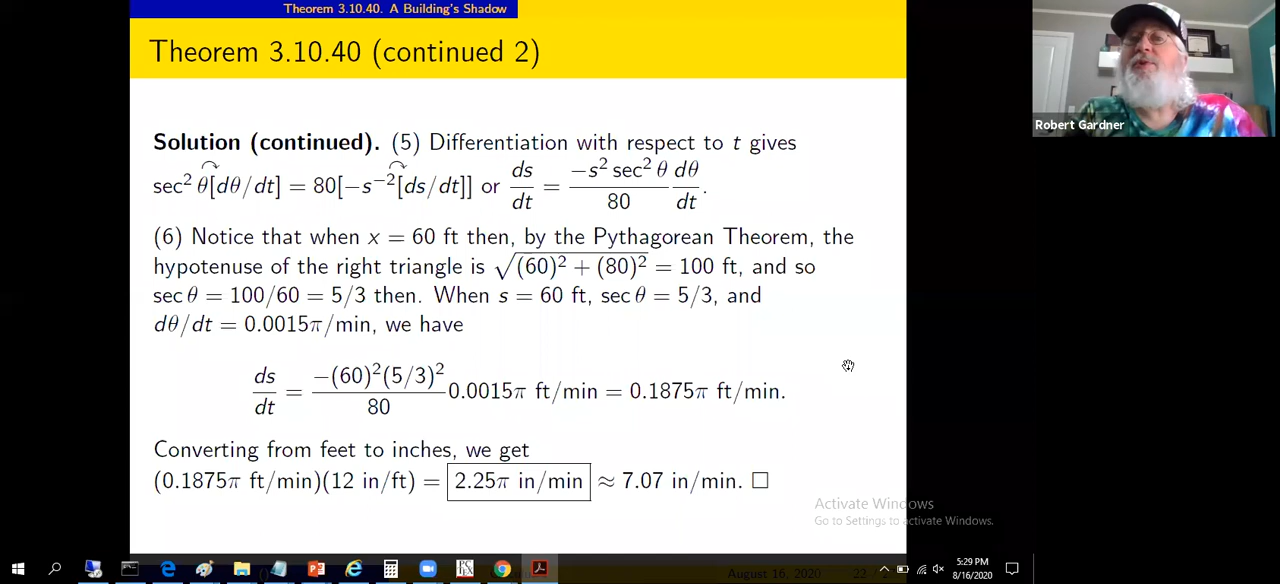 Theorem 3.10.40. A Building's Shadow
Theorem 3.10.40 (continued 2)
Robert Gardner
Solution (continued). (5) Differentiation with respect to t gives
sec² θ[dθ/dt] = 80[−s⁻²[ds/dt]] or ds/dt = −s² sec² θ/80 dθ/dt.
(6) Notice that when x = 60 ft then, by the Pythagorean Theorem, the
hypotenuse of the right triangle is √(60)² + (80)² = 100 ft, and so
sec θ = 100/60 = 5/3 then. When s = 60 ft, sec θ = 5/3, and
dθ/dt = 0.0015π/min, we have
ds/dt = −(60)²(5/3)²/80 0.0015π ft/min = 0.1875π ft/min.
Converting from feet to inches, we get
(0.1875π ft/min)(12 in/ft) = 2.25π in/min ≈ 7.07 in/min. □
Activate Windows
Go to Settings to activate Windows.
5:29 PM
8/16/2020
August 16, 2020